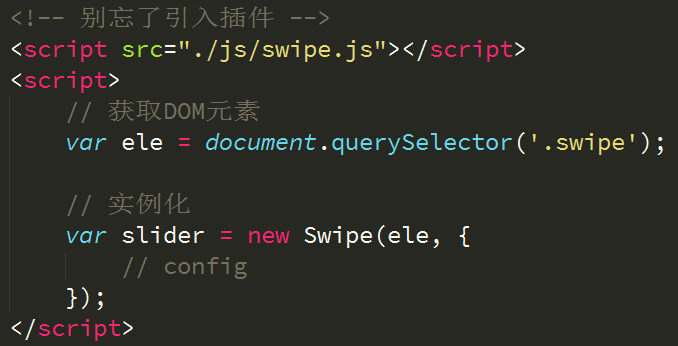 <!-- 别忘了引入插件 -->
<script src="./js/swipe.js"></script>
<script>
    // 获取DOM元素
    var ele = document.querySelector('.swipe');

    // 实例化
    var slider = new Swipe(ele, {
        // config
    });
</script>